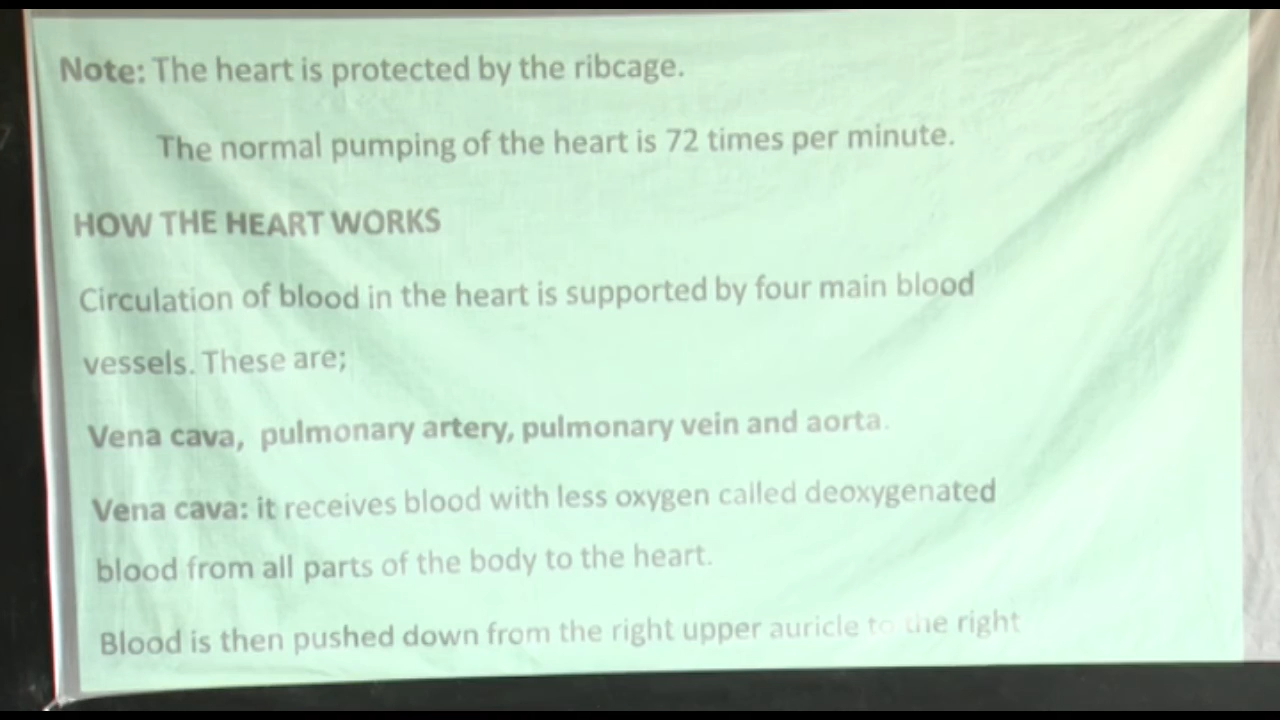 Note: The heart is protected by the ribcage.
The normal pumping of the heart is 72 times per minute.
HOW THE HEART WORKS
Circulation of blood in the heart is supported by four main blood
vessels. These are;
Vena cava, pulmonary artery, pulmonary vein and aorta.
Vena cava: it receives blood with less oxygen called deoxygenated
blood from all parts of the body to the heart.
Blood is then pushed down from the right upper auricle to the right